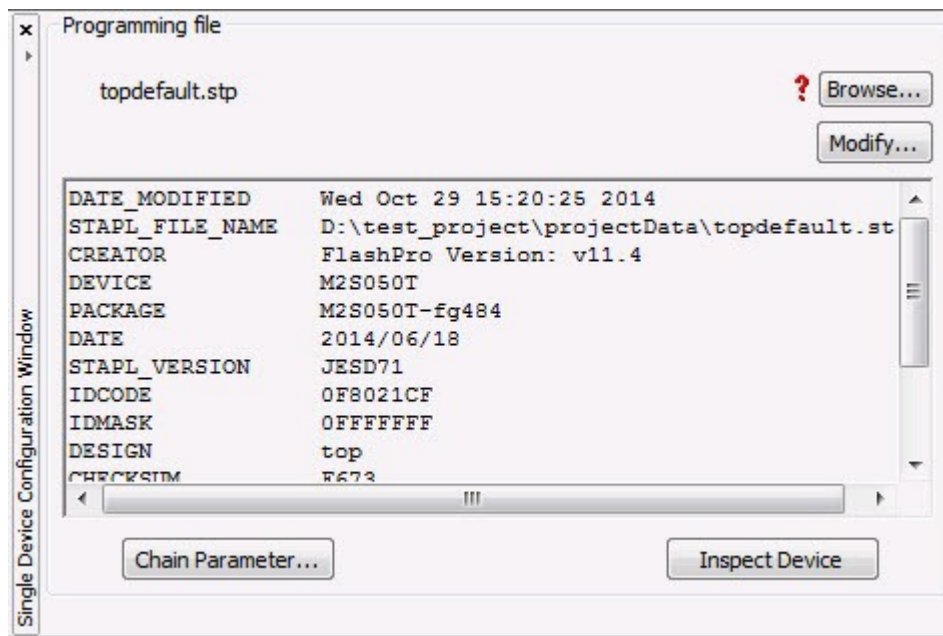 Programming file
topdefault.stp
? Browse...
Modify...
DATE_MODIFIED Wed Oct 29 15:20:25 2014
STAPL_FILE_NAME D:\test_project\projectData\topdefault.st
CREATOR FlashPro Version: v11.4
DEVICE M2S050T
PACKAGE M2S050T-fg484
DATE 2014/06/18
STAPL_VERSION JESD71
IDCODE 0F8021CF
IDMASK 0FFFFFFF
DESIGN top
CHECKSUM E673
Chain Parameter...
Inspect Device
Single Device Configuration Window